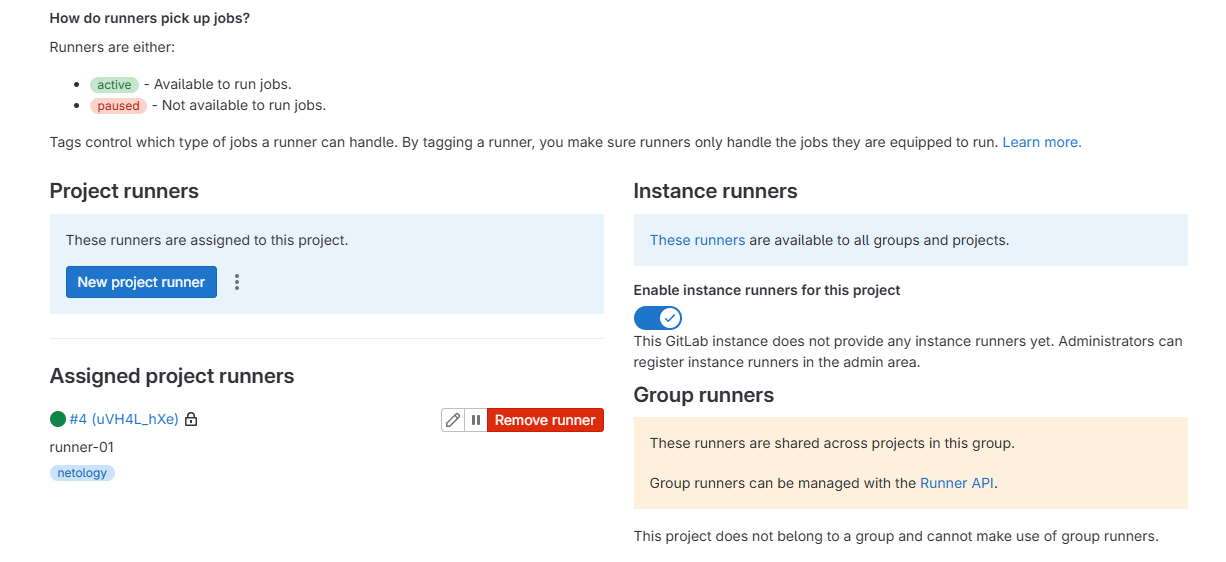 How do runners pick up jobs?
Runners are either:
active - Available to run jobs.
paused - Not available to run jobs.
Tags control which type of jobs a runner can handle. By tagging a runner, you make sure runners only handle the jobs they are equipped to run. Learn more.
Project runners
These runners are assigned to this project.
New project runner
Assigned project runners
#4 (uVH4L_hXe)
Remove runner
runner-01
netology
Instance runners
These runners are available to all groups and projects.
Enable instance runners for this project
This GitLab instance does not provide any instance runners yet. Administrators can
register instance runners in the admin area.
Group runners
These runners are shared across projects in this group.
Group runners can be managed with the Runner API.
This project does not belong to a group and cannot make use of group runners.